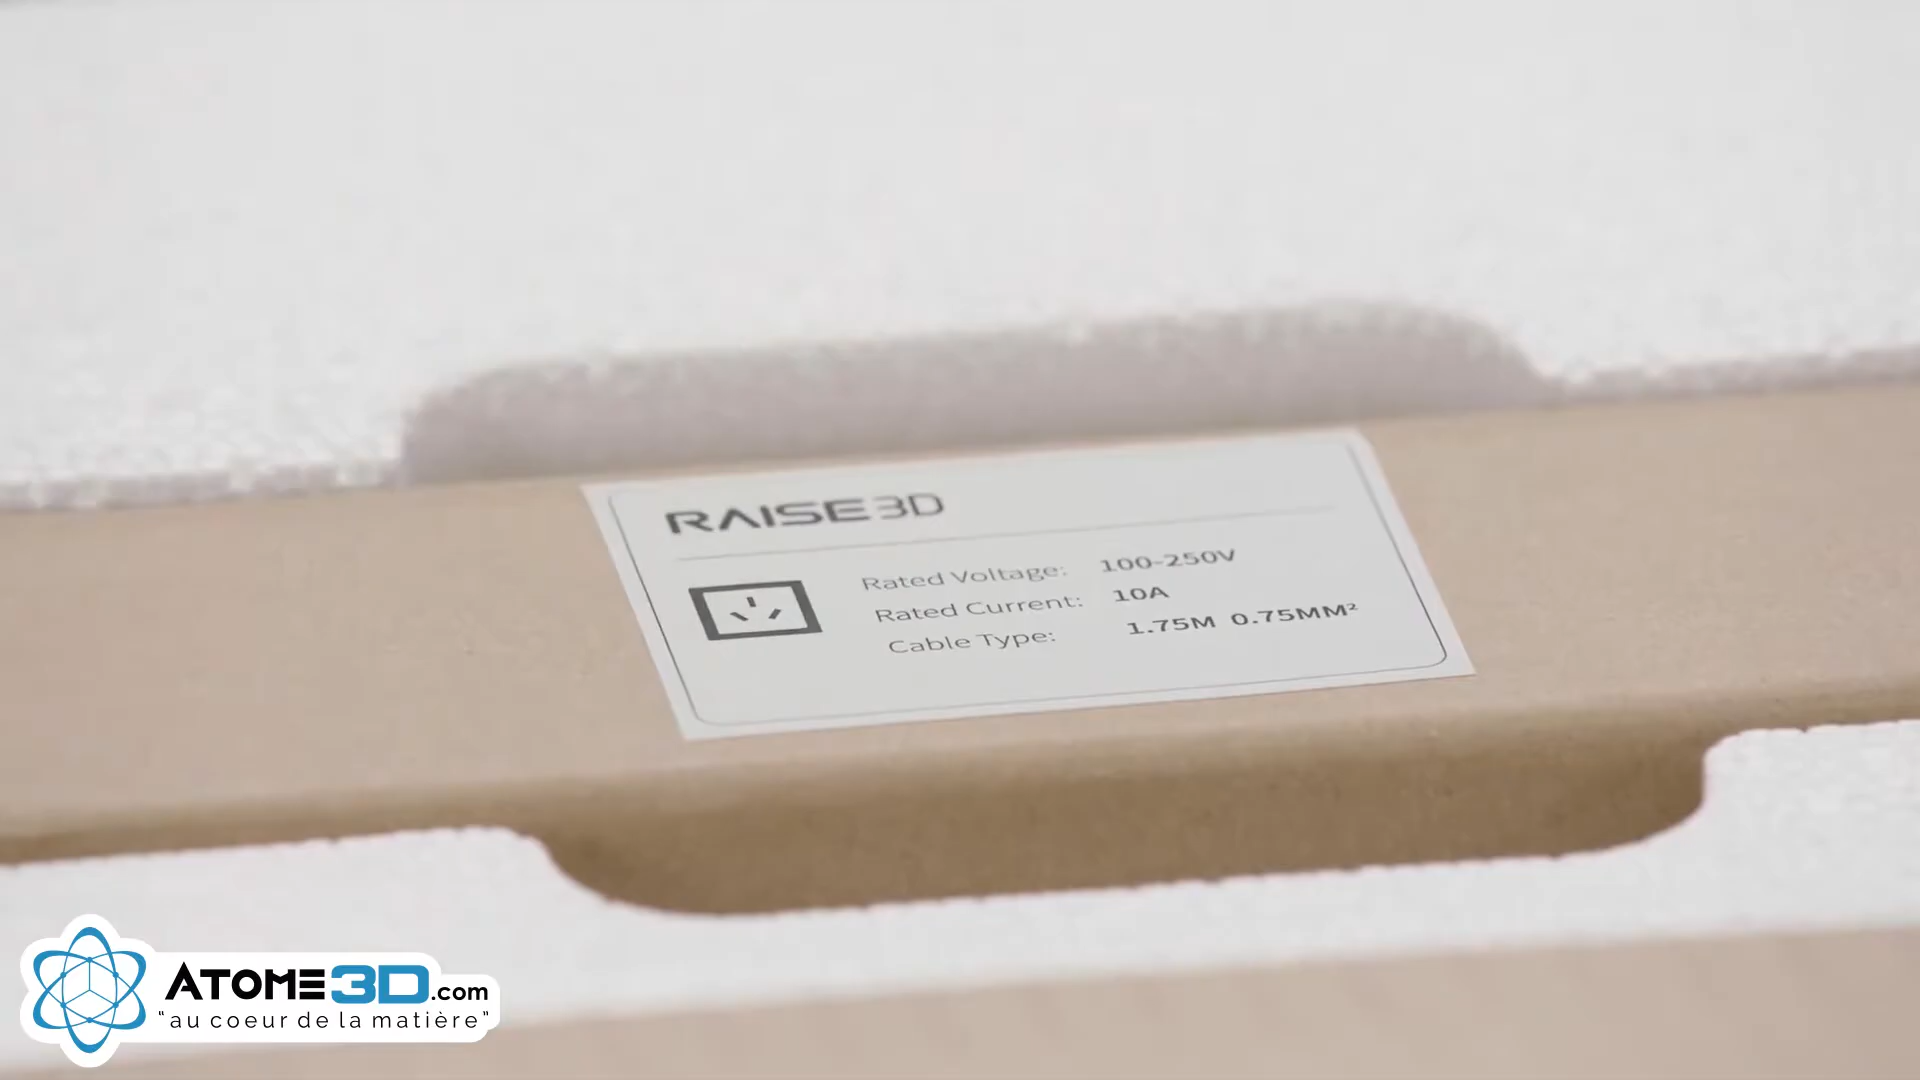 RAISE3D
Rated Voltage: 100-250V
Rated Current: 10A
Cable Type: 1.75M 0.75MM²
ATOME3D.com
"au coeur de la matière"